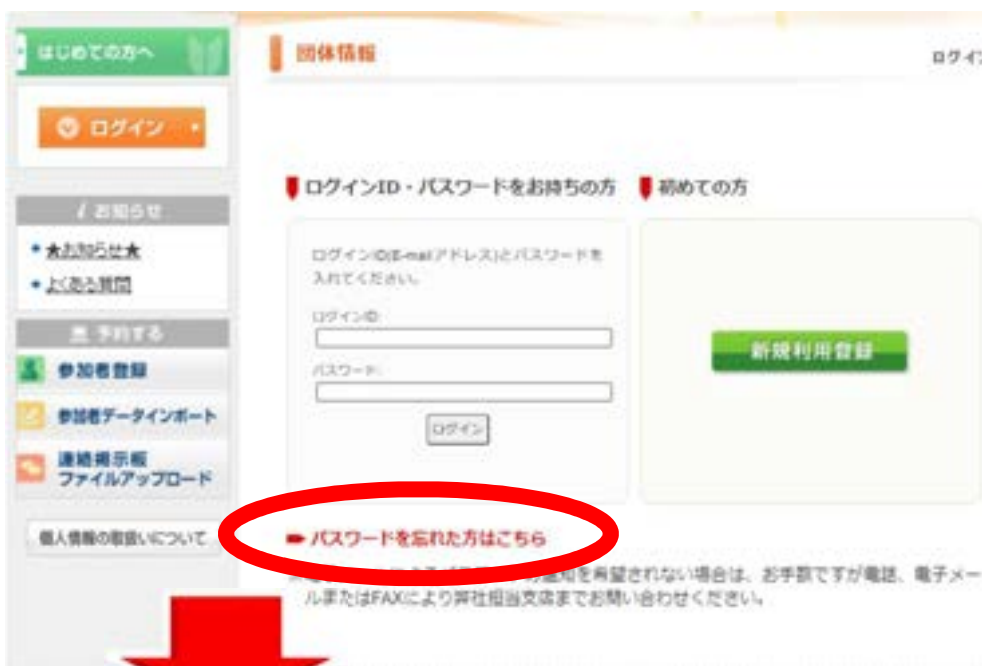 はじめての方へ
ログイン
お知らせ
★お知らせ★
よくある質問
予約する
参加者登録
参加者データインポート
連絡掲示板
ファイルアップロード
個人情報の取扱いについて
団体情報
ログイン
ログインID・パスワードをお持ちの方
ログインID(E-mailアドレス)とパスワードを
入れてください。
ログインID:
パスワード:
ログイン
初めての方
新規利用登録
パスワードを忘れた方はこちら
通知を希望されない場合は、お手数ですが電話、電子メー
ルまたはFAXにより弊社担当支店までお問い合わせください。